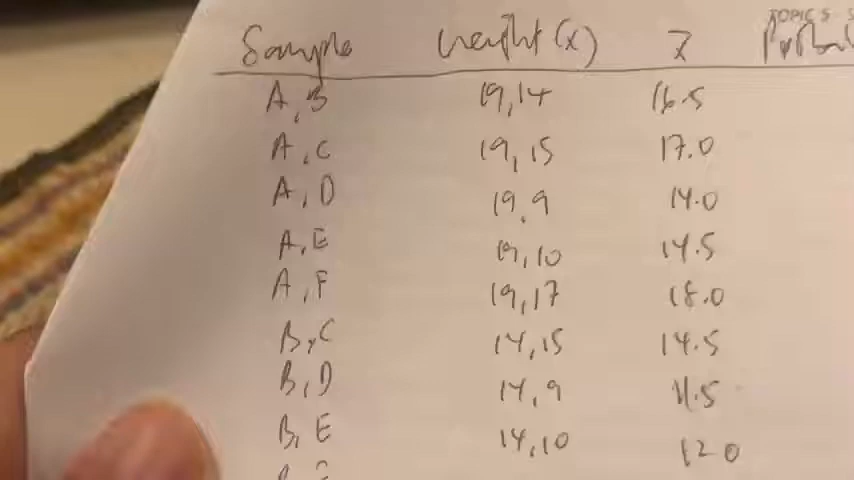 Sample weight (x) x̄
A, B 19, 14 16.5
A, C 19, 15 17.0
A, D 19, 9 14.0
A, E 19, 10 14.5
A, F 19, 17 18.0
B, C 14, 15 14.5
B, D 14, 9 11.5
B, E 14, 10 12.0